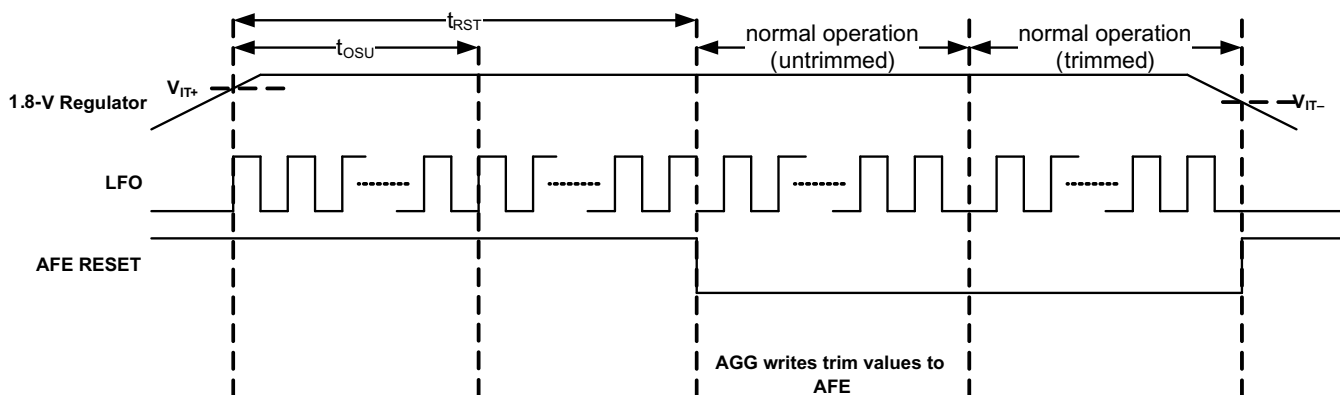 tRST
tOSU
normal operation
(untrimmed)
normal operation
(trimmed)
VIT+
1.8-V Regulator
VIT–
LFO
AFE RESET
AGG writes trim values to
AFE